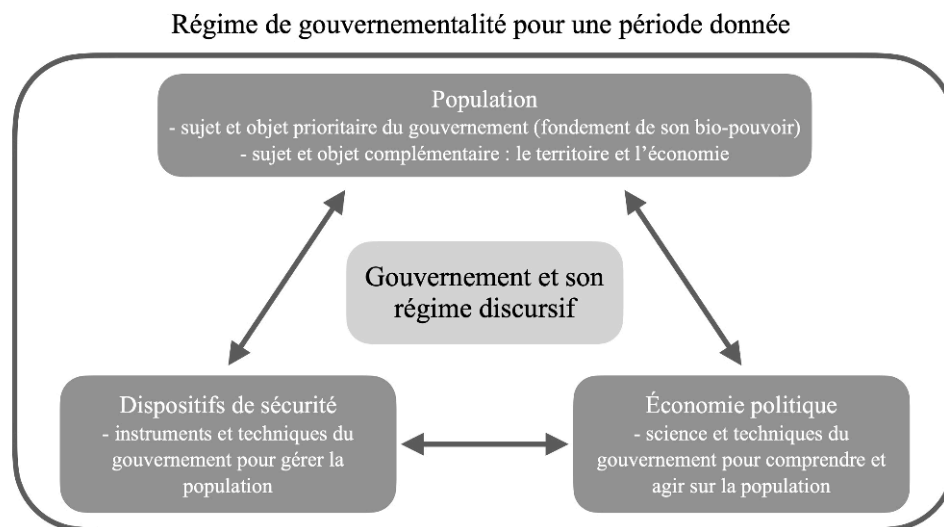 Régime de gouvernementalité pour une période donnée
Population
- sujet et objet prioritaire du gouvernement (fondement de son bio-pouvoir)
- sujet et objet complémentaire : le territoire et l'économie
Gouvernement et son
régime discursif
Dispositifs de sécurité
- instruments et techniques du
gouvernement pour gérer la
population
Économie politique
- science et techniques du
gouvernement pour comprendre et
agir sur la population